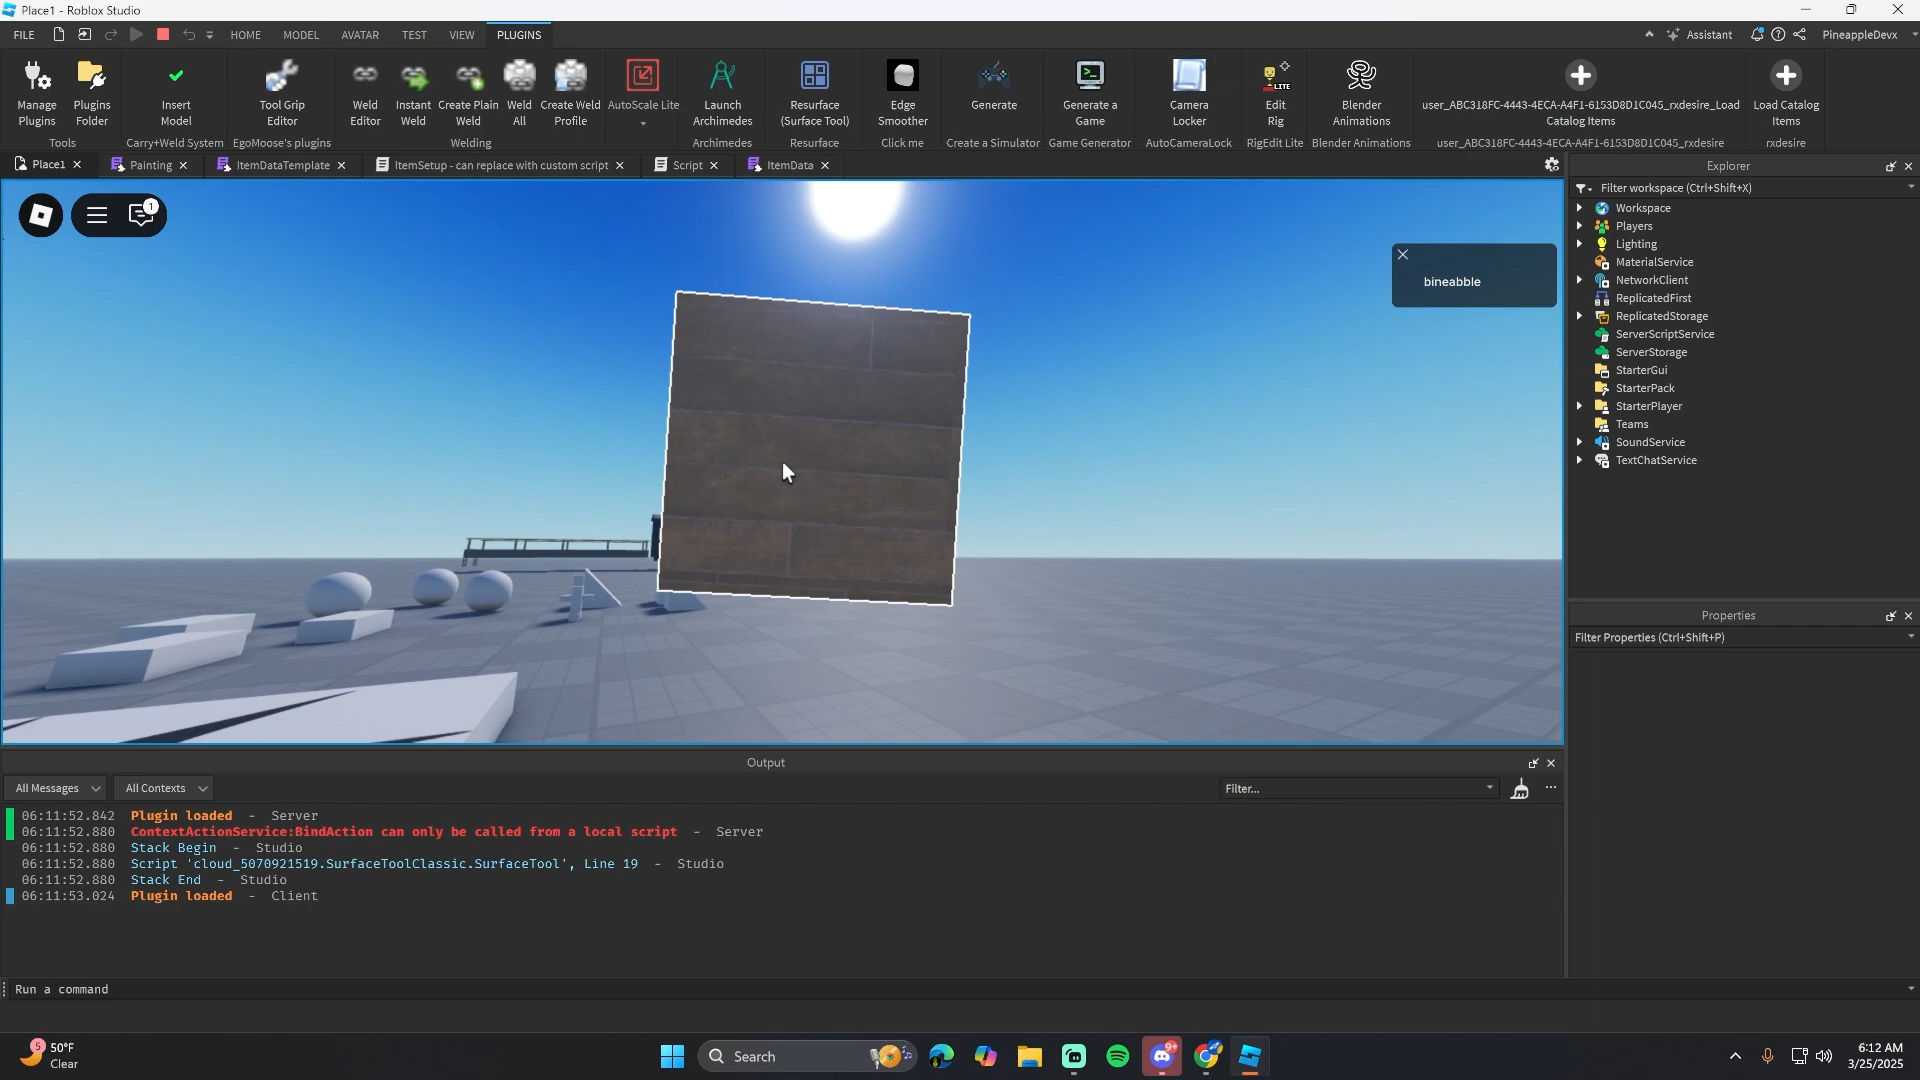 Place1 - Roblox Studio
FILE HOME MODEL AVATAR TEST VIEW PLUGINS Assistant PineappleDevx
Manage Plugins
Plugins Folder
Insert Model
Tool Grip Editor
Weld Editor
Instant Weld
Create Plain Weld
Weld All
Create Weld Profile
AutoScale Lite
Launch Archimedes
Resurface (Surface Tool)
Edge Smoother
Generate
Generate a Game
Camera Locker
LITE
Edit Rig
Blender Animations
user_ABC318FC-4443-4ECA-A4F1-6153D8D1C045_rxdesire_Load Catalog Items
Load Catalog Items
Tools Carry+Weld System EgoMoose's plugins Welding Archimedes Resurface Click me Create a Simulator Game Generator AutoCameraLock RigEdit Lite Blender Animations user_ABC318FC-4443-4ECA-A4F1-6153D8D1C045_rxdesire rxdesire
Place1 Painting ItemDataTemplate ItemSetup - can replace with custom script Script ItemData
1
bineabble
Explorer
Filter workspace (Ctrl+Shift+X)
Workspace
Players
Lighting
MaterialService
NetworkClient
ReplicatedFirst
ReplicatedStorage
ServerScriptService
ServerStorage
StarterGui
StarterPack
StarterPlayer
Teams
SoundService
TextChatService
Properties
Filter Properties (Ctrl+Shift+P)
Output
All Messages All Contexts Filter...
06:11:52.842 Plugin loaded - Server
06:11:52.880 ContextActionService:BindAction can only be called from a local script - Server
06:11:52.880 Stack Begin - Studio
06:11:52.880 Script 'cloud_5070921519.SurfaceToolClassic.SurfaceTool', Line 19 - Studio
06:11:52.880 Stack End - Studio
06:11:53.024 Plugin loaded - Client
Run a command
5
50°F
Clear
Search
9+
6:12 AM
3/25/2025